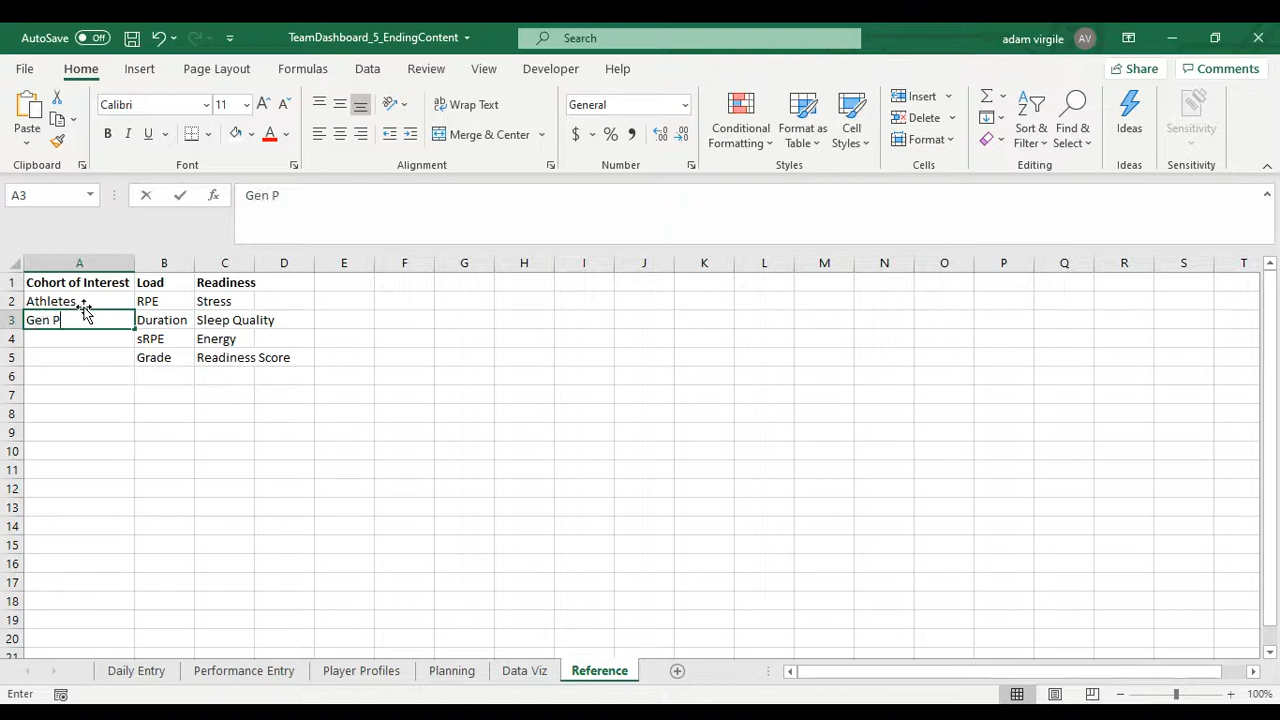 AutoSave Off TeamDashboard_5_EndingContent Search adam virgile AV
File Home Insert Page Layout Formulas Data Review View Developer Help Share Comments
Paste Calibri 11 A A B I U A Wrap Text Merge & Center General $ % , Conditional Formatting Format as Table Cell Styles Insert Delete Format Sort & Filter Find & Select Ideas Sensitivity
Clipboard Font Alignment Number Styles Cells Editing Ideas Sensitivity
A3 fx Gen P
A B C D E F G H I J K L M N O P Q R S T
1 Cohort of Interest Load Readiness
2 Athletes RPE Stress
3 Gen P Duration Sleep Quality
4 sRPE Energy
5 Grade Readiness Score
6
7
8
9
10
11
12
13
14
15
16
17
18
19
20
21
Daily Entry Performance Entry Player Profiles Planning Data Viz Reference
Enter 100%